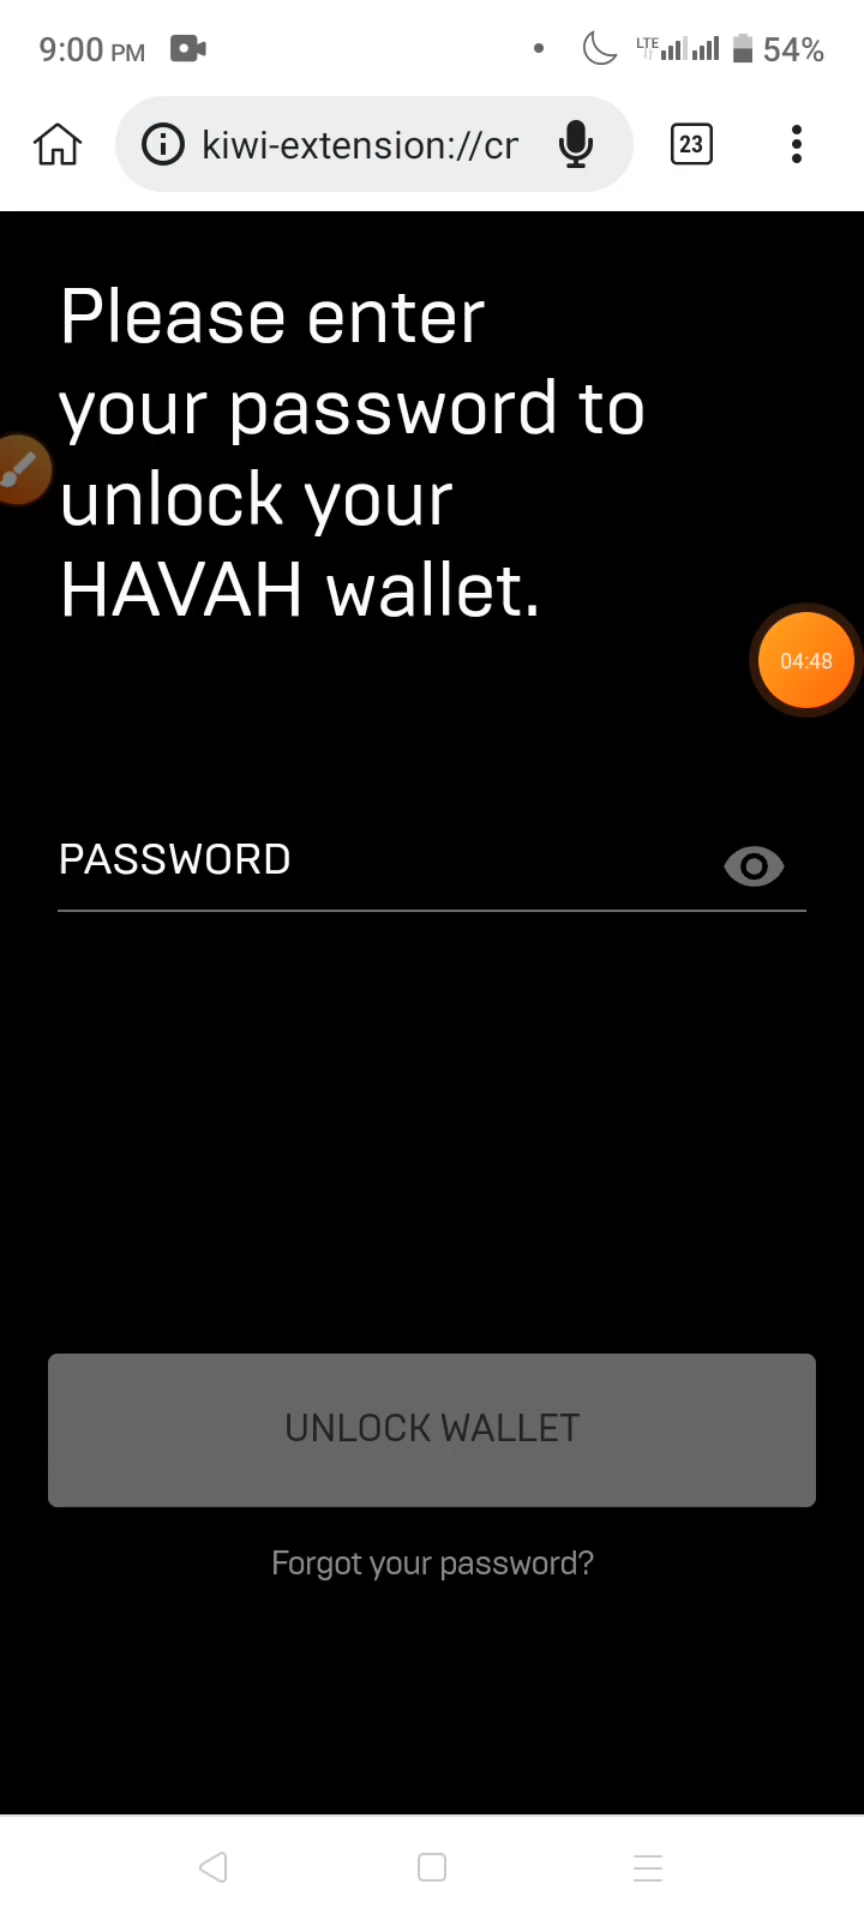 9:00 PM
LTE
54%
kiwi-extension://cr
23
Please enter
your password to
unlock your
HAVAH wallet.
04:48
PASSWORD
UNLOCK WALLET
Forgot your password?